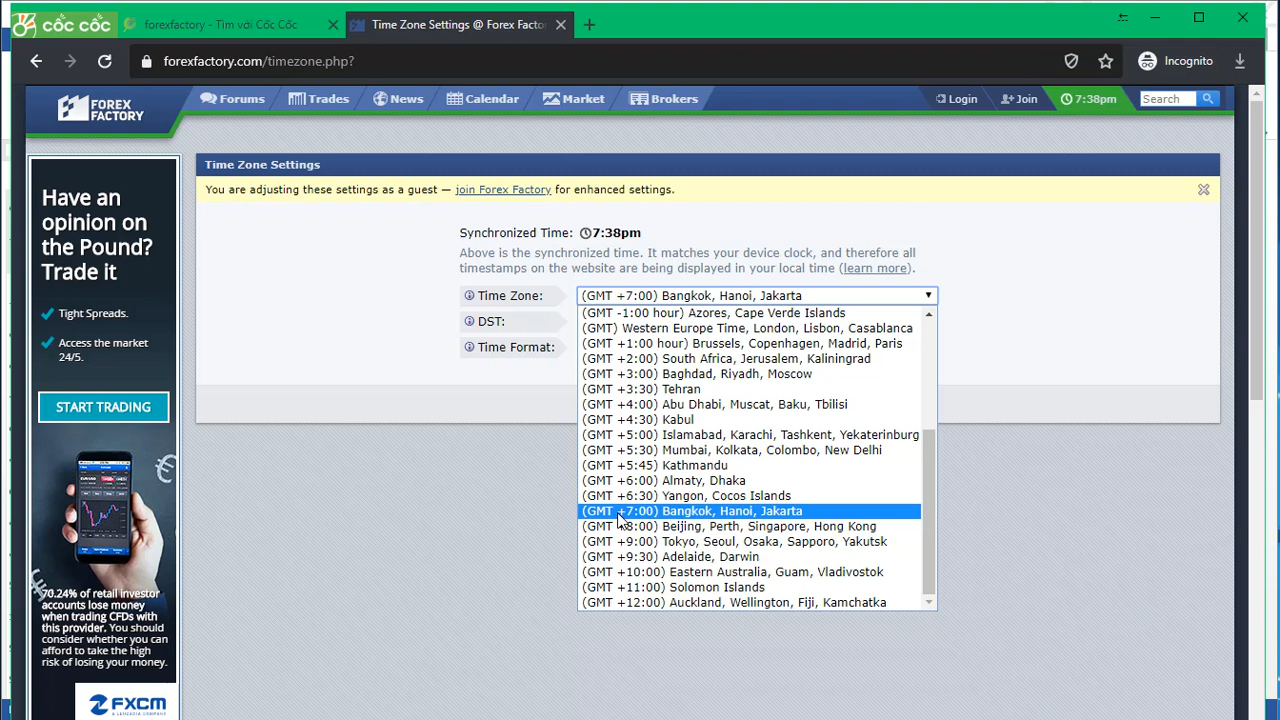 cốc cốc
forexfactory - Tìm với Cốc Cốc
Time Zone Settings @ Forex Facto
forexfactory.com/timezone.php?
Incognito
FOREX
FACTORY
Forums
Trades
News
Calendar
Market
Brokers
Login
Join
7:38pm
Search
Time Zone Settings
You are adjusting these settings as a guest — join Forex Factory for enhanced settings.
Synchronized Time: 7:38pm
Above is the synchronized time. It matches your device clock, and therefore all
timestamps on the website are being displayed in your local time (learn more).
Time Zone:
(GMT +7:00) Bangkok, Hanoi, Jakarta
DST:
Time Format:
(GMT -1:00 hour) Azores, Cape Verde Islands
(GMT) Western Europe Time, London, Lisbon, Casablanca
(GMT +1:00 hour) Brussels, Copenhagen, Madrid, Paris
(GMT +2:00) South Africa, Jerusalem, Kaliningrad
(GMT +3:00) Baghdad, Riyadh, Moscow
(GMT +3:30) Tehran
(GMT +4:00) Abu Dhabi, Muscat, Baku, Tbilisi
(GMT +4:30) Kabul
(GMT +5:00) Islamabad, Karachi, Tashkent, Yekaterinburg
(GMT +5:30) Mumbai, Kolkata, Colombo, New Delhi
(GMT +5:45) Kathmandu
(GMT +6:00) Almaty, Dhaka
(GMT +6:30) Yangon, Cocos Islands
(GMT +7:00) Bangkok, Hanoi, Jakarta
(GMT +8:00) Beijing, Perth, Singapore, Hong Kong
(GMT +9:00) Tokyo, Seoul, Osaka, Sapporo, Yakutsk
(GMT +9:30) Adelaide, Darwin
(GMT +10:00) Eastern Australia, Guam, Vladivostok
(GMT +11:00) Solomon Islands
(GMT +12:00) Auckland, Wellington, Fiji, Kamchatka
Have an
opinion on
the Pound?
Trade it
Tight Spreads.
Access the market
24/5.
START TRADING
70.24% of retail investor
accounts lose money
when trading CFDs with
this provider. You should
consider whether you can
afford to take the high
risk of losing your money.
FXCM